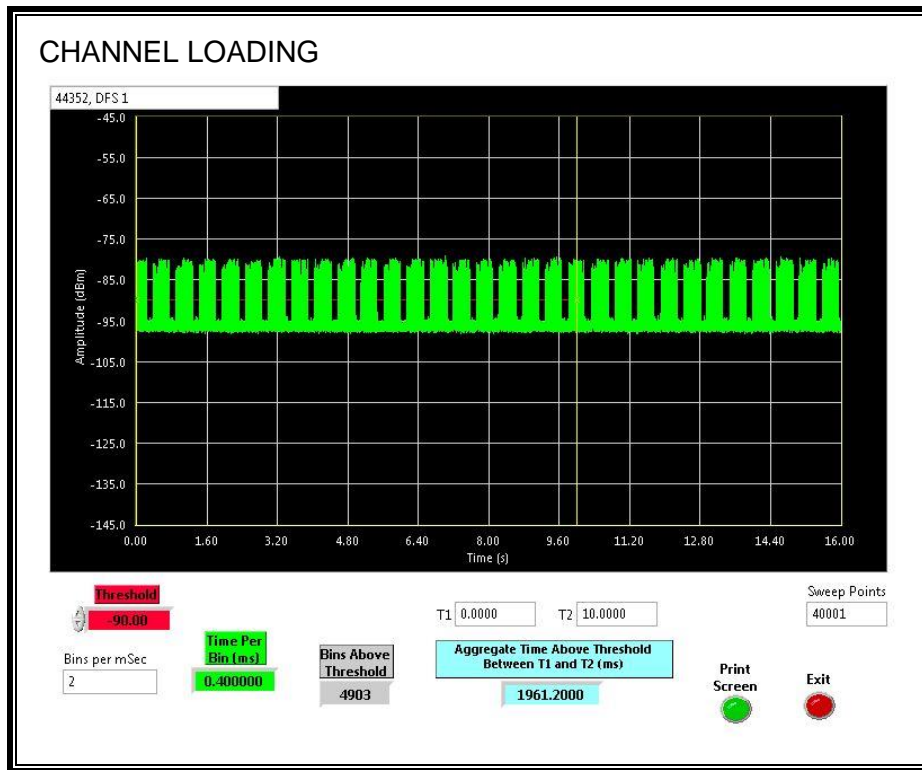 CHANNEL LOADING
44352, DFS 1
-45.0
-55.0
-65.0
-75.0
-85.0
-95.0
-105.0
-115.0
-125.0
-135.0
-145.0
Amplitude (dBm)
0.00 1.60 3.20 4.80 6.40 8.00 9.60 11.20 12.80 14.40 16.00
Time (s)
Threshold
-90.00
Bins per mSec
2
Time Per
Bin (ms)
0.400000
Bins Above
Threshold
4903
T1 0.0000 T2 10.0000
Aggregate Time Above Threshold
Between T1 and T2 (ms)
1961.2000
Sweep Points
40001
Print
Screen
Exit